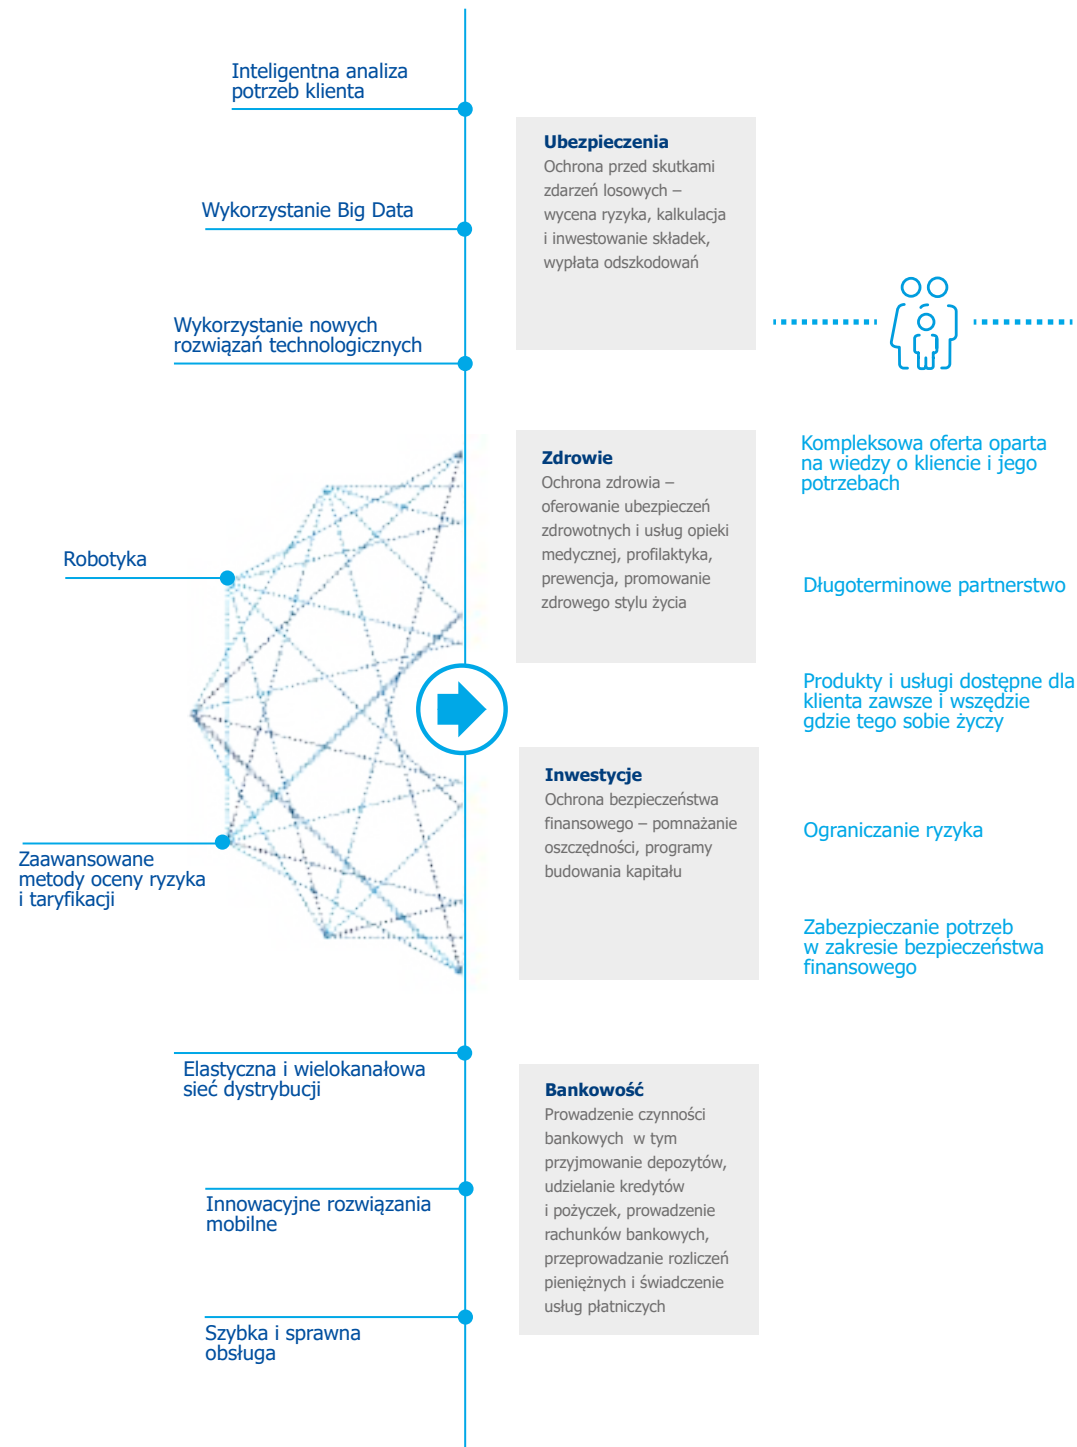 Inteligentna analiza
potrzeb klienta
Wykorzystanie Big Data
Wykorzystanie nowych
rozwiązań technologicznych
Robotyka
Zaawansowane
metody oceny ryzyka
i taryfikacji
Elastyczna i wielokanałowa
sieć dystrybucji
Innowacyjne rozwiązania
mobilne
Szybka i sprawna
obsługa
Ubezpieczenia
Ochrona przed skutkami
zdarzeń losowych –
wycena ryzyka, kalkulacja
i inwestowanie składek,
wypłata odszkodowań
Zdrowie
Ochrona zdrowia –
oferowanie ubezpieczeń
zdrowotnych i usług opieki
medycznej, profilaktyka,
prewencja, promowanie
zdrowego stylu życia
Inwestycje
Ochrona bezpieczeństwa
finansowego – pomnażanie
oszczędności, programy
budowania kapitału
Bankowość
Prowadzenie czynności
bankowych w tym
przyjmowanie depozytów,
udzielanie kredytów
i pożyczek, prowadzenie
rachunków bankowych,
przeprowadzanie rozliczeń
pieniężnych i świadczenie
usług płatniczych
Kompleksowa oferta oparta
na wiedzy o kliencie i jego
potrzebach
Długoterminowe partnerstwo
Produkty i usługi dostępne dla
klienta zawsze i wszędzie
gdzie tego sobie życzy
Ograniczanie ryzyka
Zabezpieczanie potrzeb
w zakresie bezpieczeństwa
finansowego